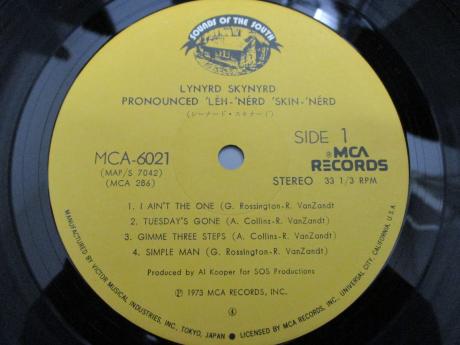 SOUNDS OF THE SOUTH
LYNYRD SKYNYRD
PRONOUNCED 'LĔH-'NÉRD 'SKIN-'NÉRD
(レーナード・スキナード)
SIDE 1
MCA-6021
MCA RECORDS
(MAP/S 7042)
(MCA 286)
STEREO 33 1/3 RPM
1. I AIN'T THE ONE (G. Rossington-R. VanZandt)
2. TUESDAY'S GONE (A. Collins-R. VanZandt)
3. GIMME THREE STEPS (A. Collins-R. VanZandt)
4. SIMPLE MAN (G. Rossington-R. VanZandt)
Produced by Al Kooper for SOS Productions
Ⓟ 1973 MCA RECORDS, INC.
④
MANUFACTURED BY VICTOR MUSICAL INDUSTRIES, INC. TOKYO, JAPAN ● LICENSED BY MCA RECORDS, INC., UNIVERSAL CITY, CALIFORNIA, U.S.A.